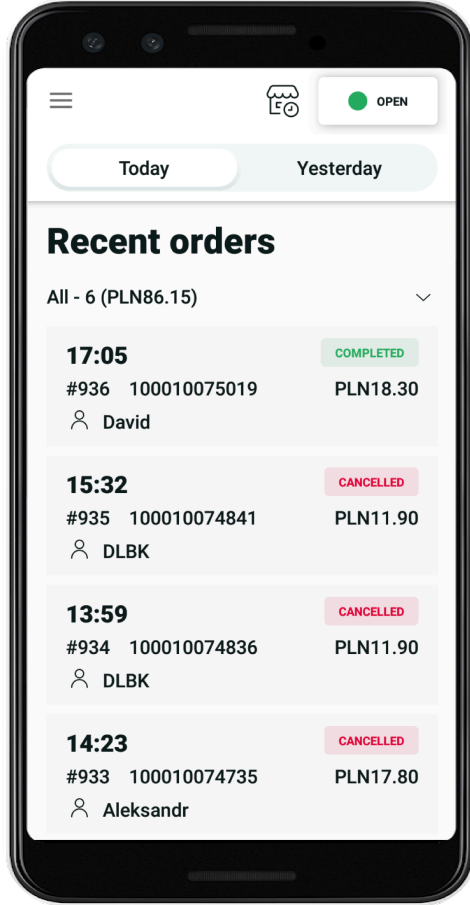 OPEN
Today Yesterday
Recent orders
All - 6 (PLN86.15)
17:05 COMPLETED
#936 100010075019 PLN18.30
David
15:32 CANCELLED
#935 100010074841 PLN11.90
DLBK
13:59 CANCELLED
#934 100010074836 PLN11.90
DLBK
14:23 CANCELLED
#933 100010074735 PLN17.80
Aleksandr